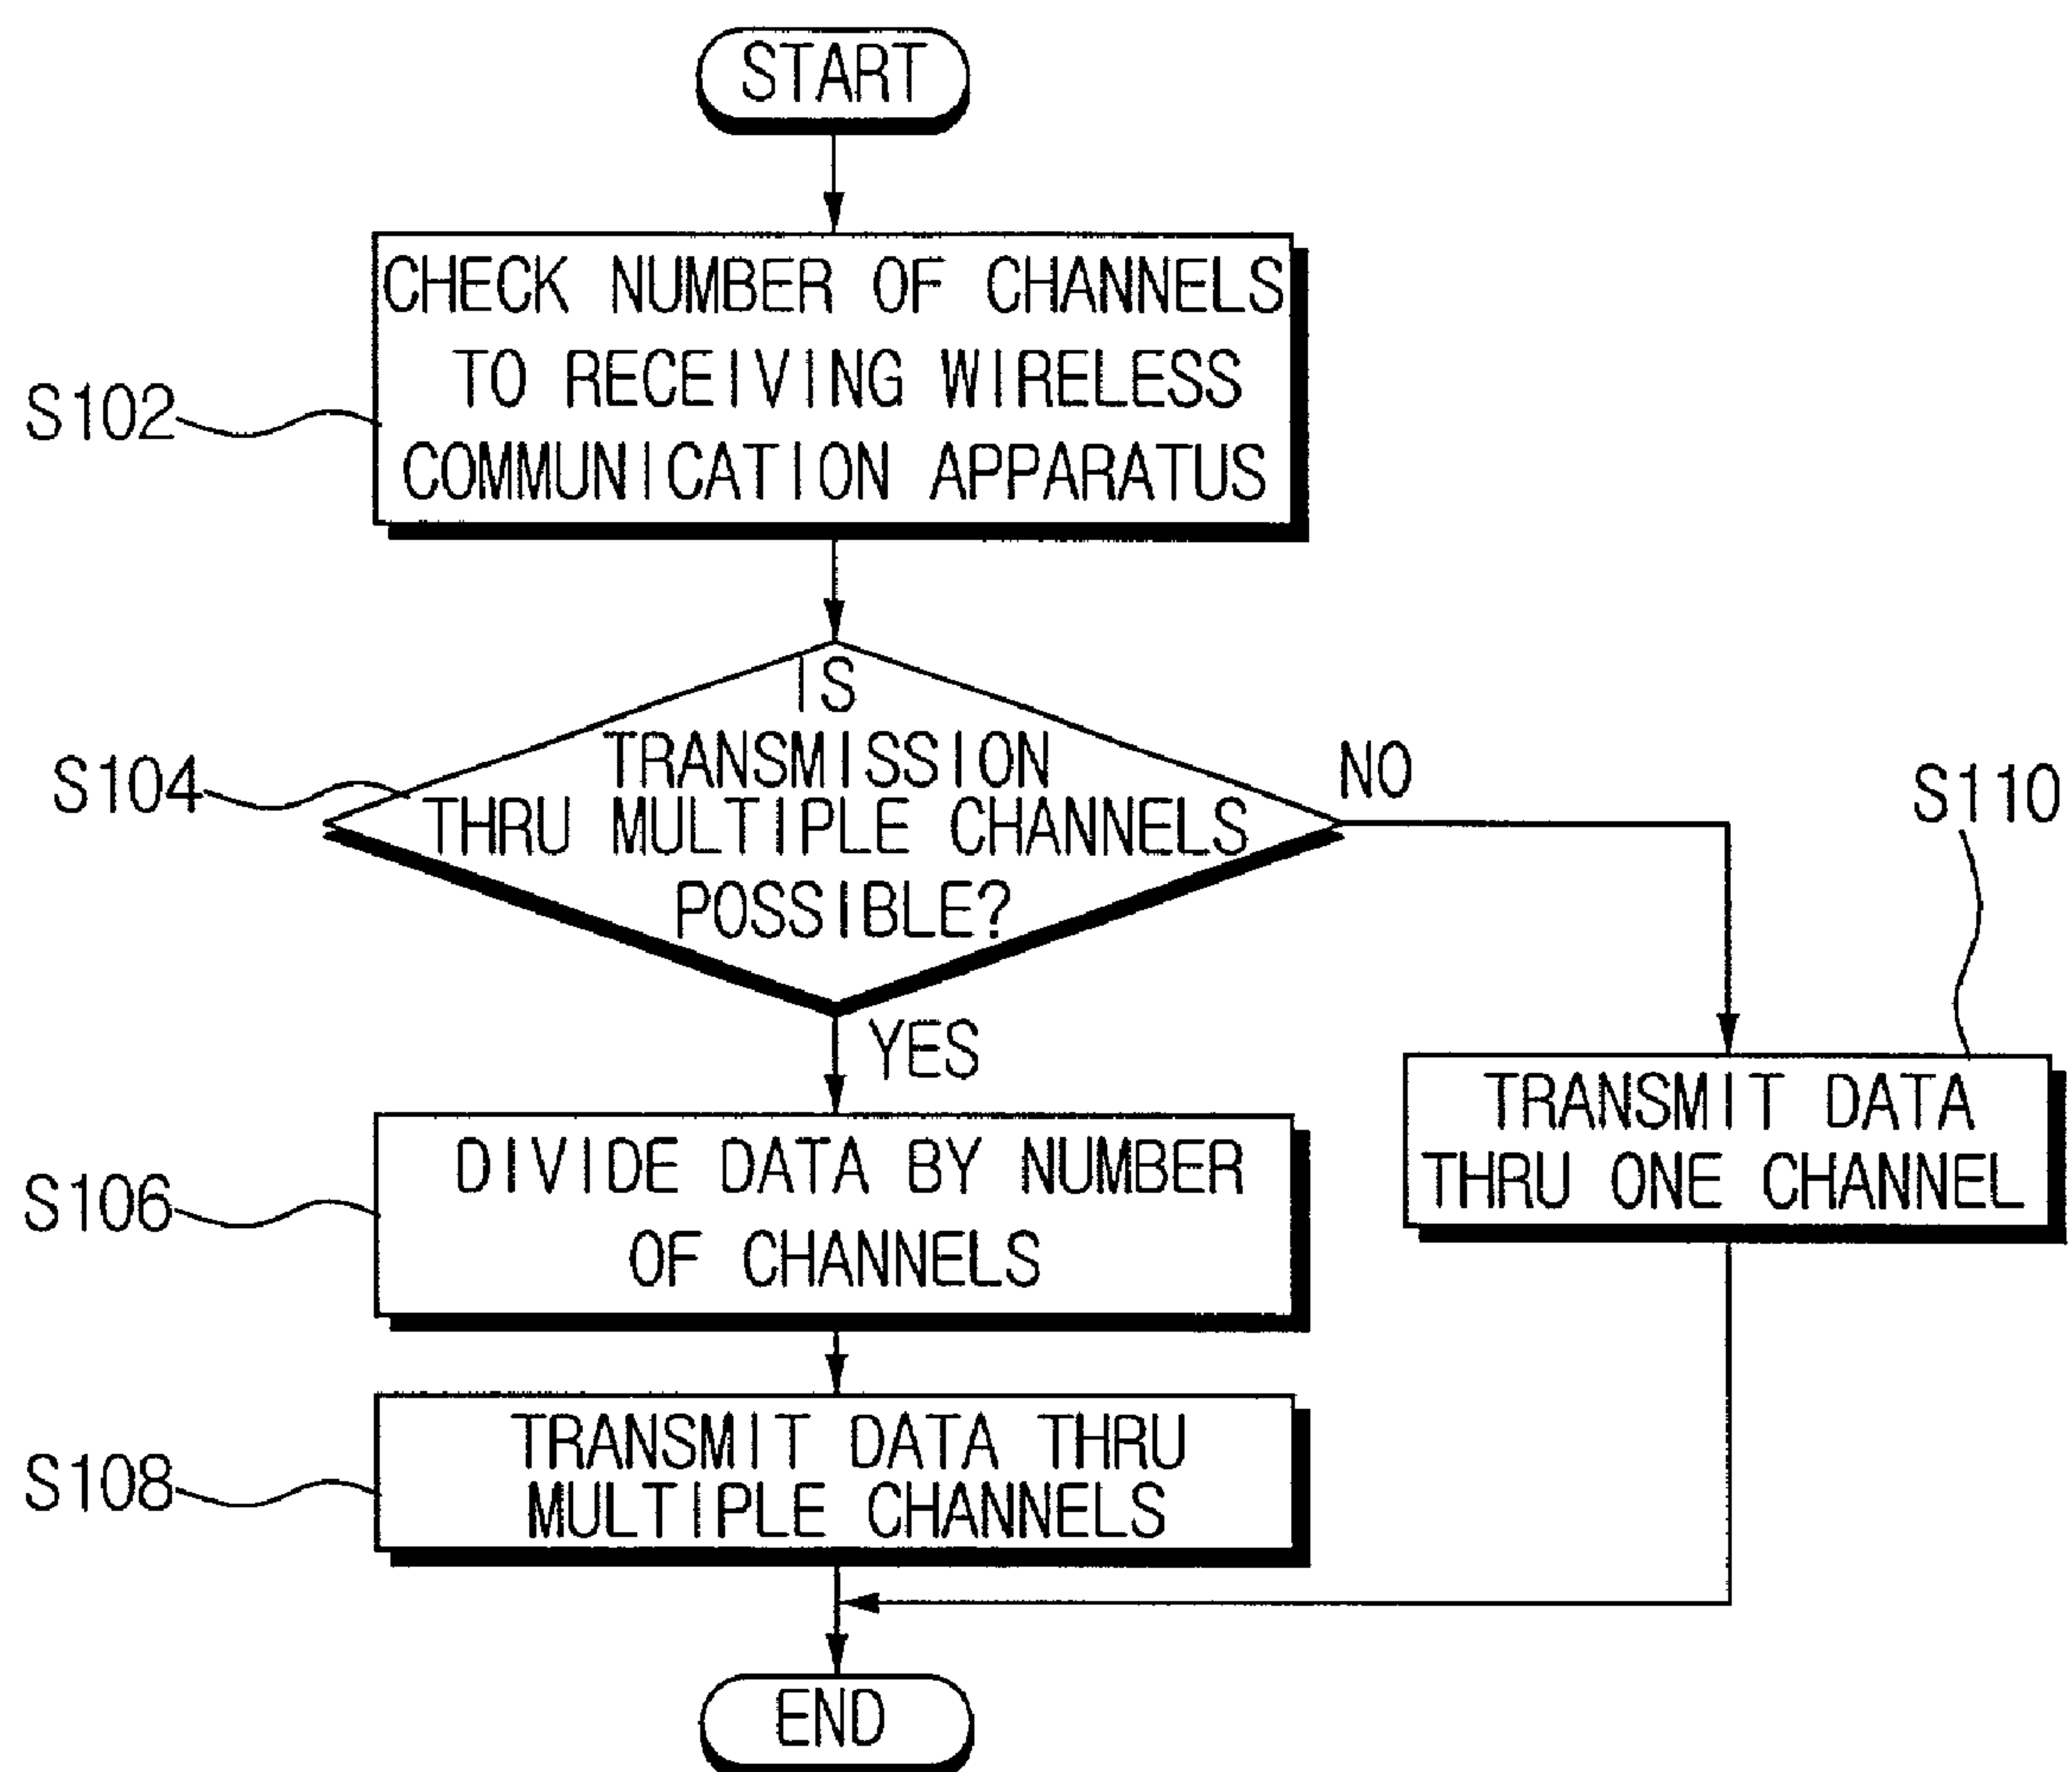 START
CHECK NUMBER OF CHANNELS
TO RECEIVING WIRELESS
COMMUNICATION APPARATUS
S102
IS
TRANSMISSION
THRU MULTIPLE CHANNELS
POSSIBLE?
S104
NO
S110
YES
TRANSMIT DATA
THRU ONE CHANNEL
DIVIDE DATA BY NUMBER
OF CHANNELS
S106
TRANSMIT DATA THRU
MULTIPLE CHANNELS
S108
END